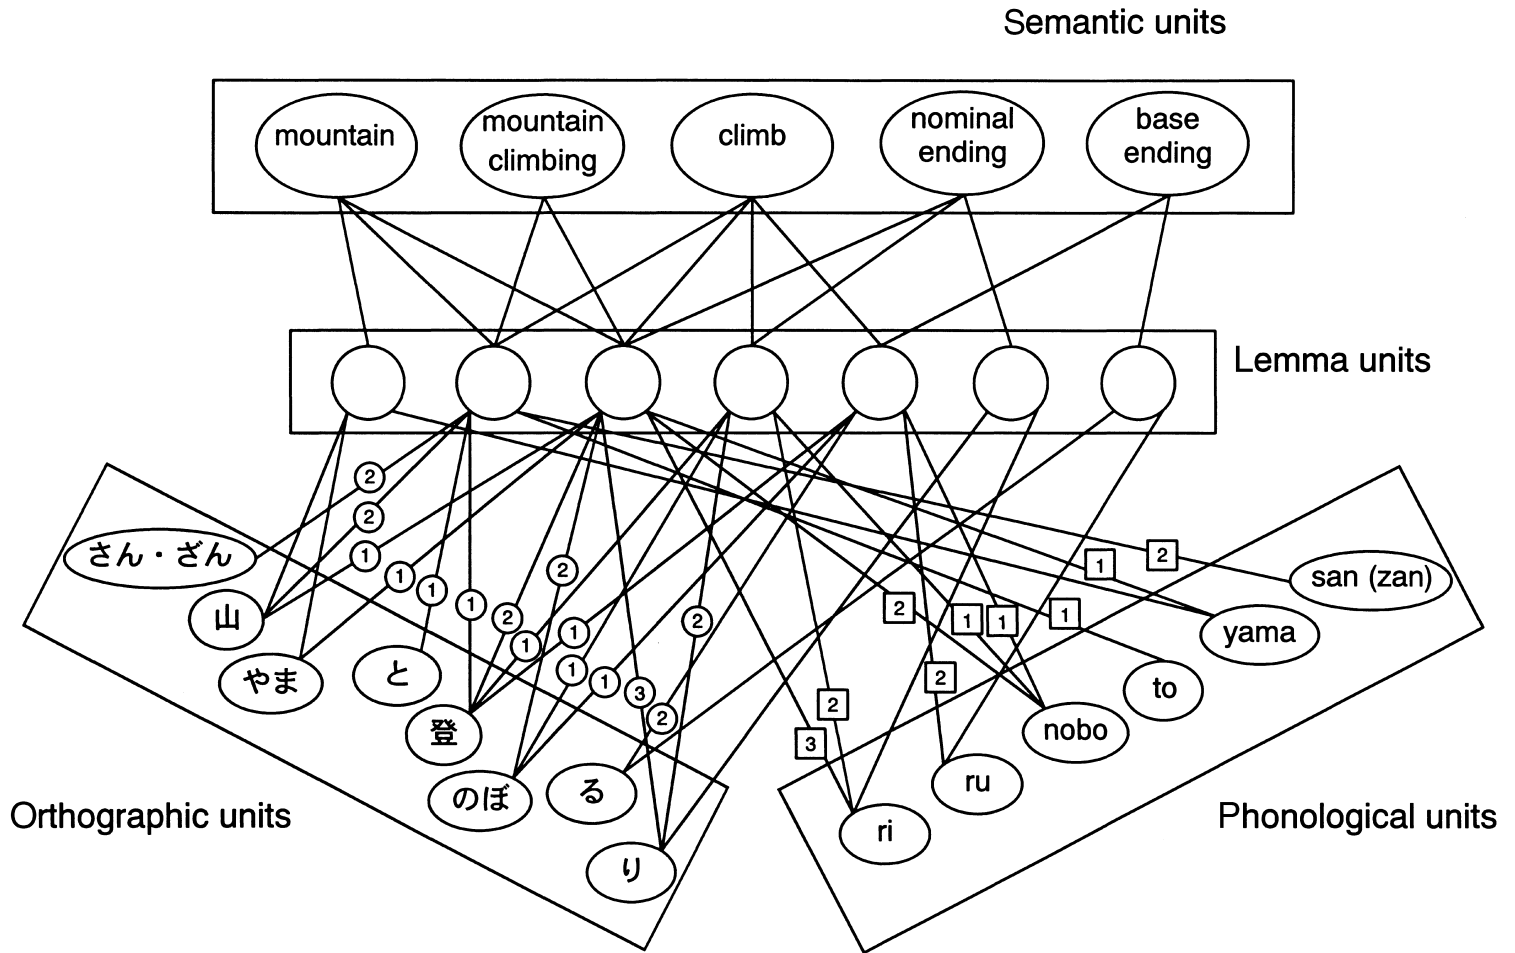 Semantic units
mountain
mountain
climbing
climb
nominal
ending
base
ending
Lemma units
2
2
1
1
1
1
2
1
2
1
1
1
3
2
2
1
2
2
1
1
1
2
2
3
さん・ざん
山
やま
と
登
のぼ
る
り
san (zan)
yama
to
nobo
ru
ri
Orthographic units
Phonological units